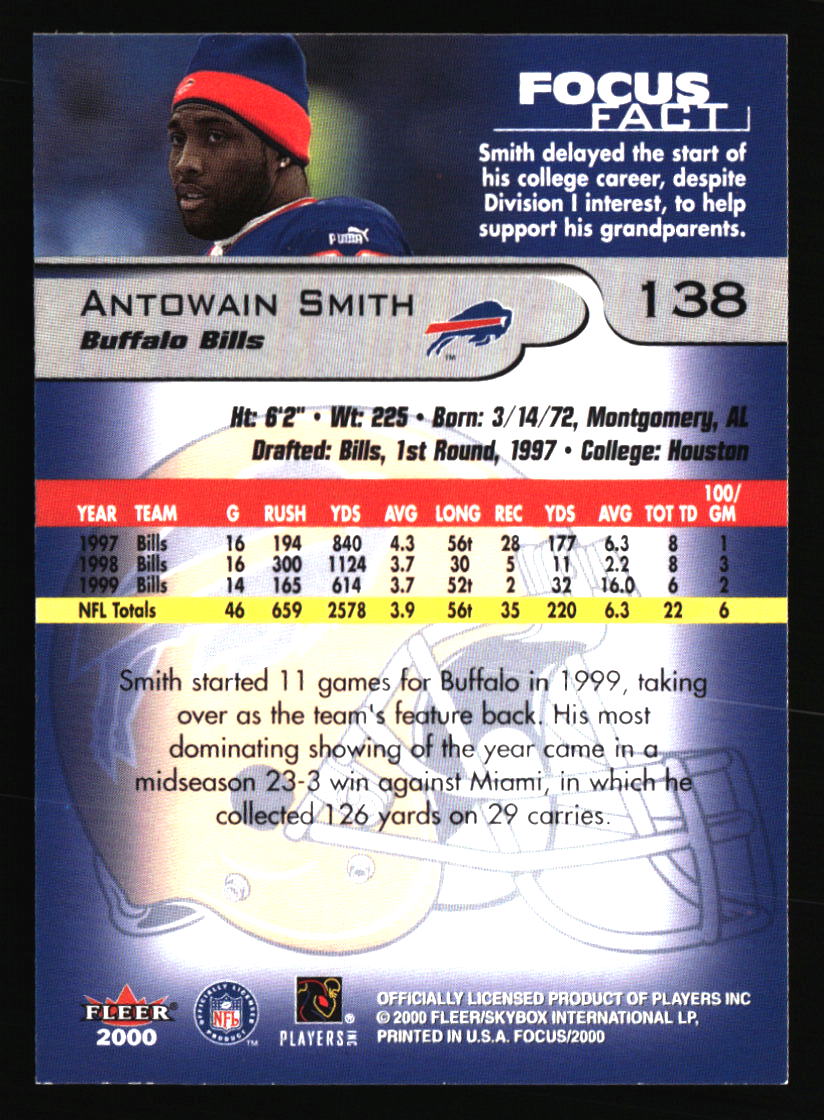 FOCUS
FACT
Smith delayed the start of
his college career, despite
Division I interest, to help
support his grandparents.
PUMA
ANTOWAIN SMITH
138
Buffalo Bills
TM
Ht: 6'2" • Wt: 225 • Born: 3/14/72, Montgomery, AL
Drafted: Bills, 1st Round, 1997 • College: Houston
YEAR TEAM G RUSH YDS AVG LONG REC YDS AVG TOT TD 100/GM
1997 Bills 16 194 840 4.3 56t 28 177 6.3 8 1
1998 Bills 16 300 1124 3.7 30 5 11 2.2 8 3
1999 Bills 14 165 614 3.7 52t 2 32 16.0 6 2
NFL Totals 46 659 2578 3.9 56t 35 220 6.3 22 6
Smith started 11 games for Buffalo in 1999, taking
over as the team's feature back. His most
dominating showing of the year came in a
midseason 23-3 win against Miami, in which he
collected 126 yards on 29 carries.
FLEER®
2000
OFFICIALLY LICENSED PRODUCT
NFL
TM
PLAYERS INC ®
OFFICIALLY LICENSED PRODUCT OF PLAYERS INC
© 2000 FLEER/SKYBOX INTERNATIONAL LP,
PRINTED IN U.S.A. FOCUS/2000